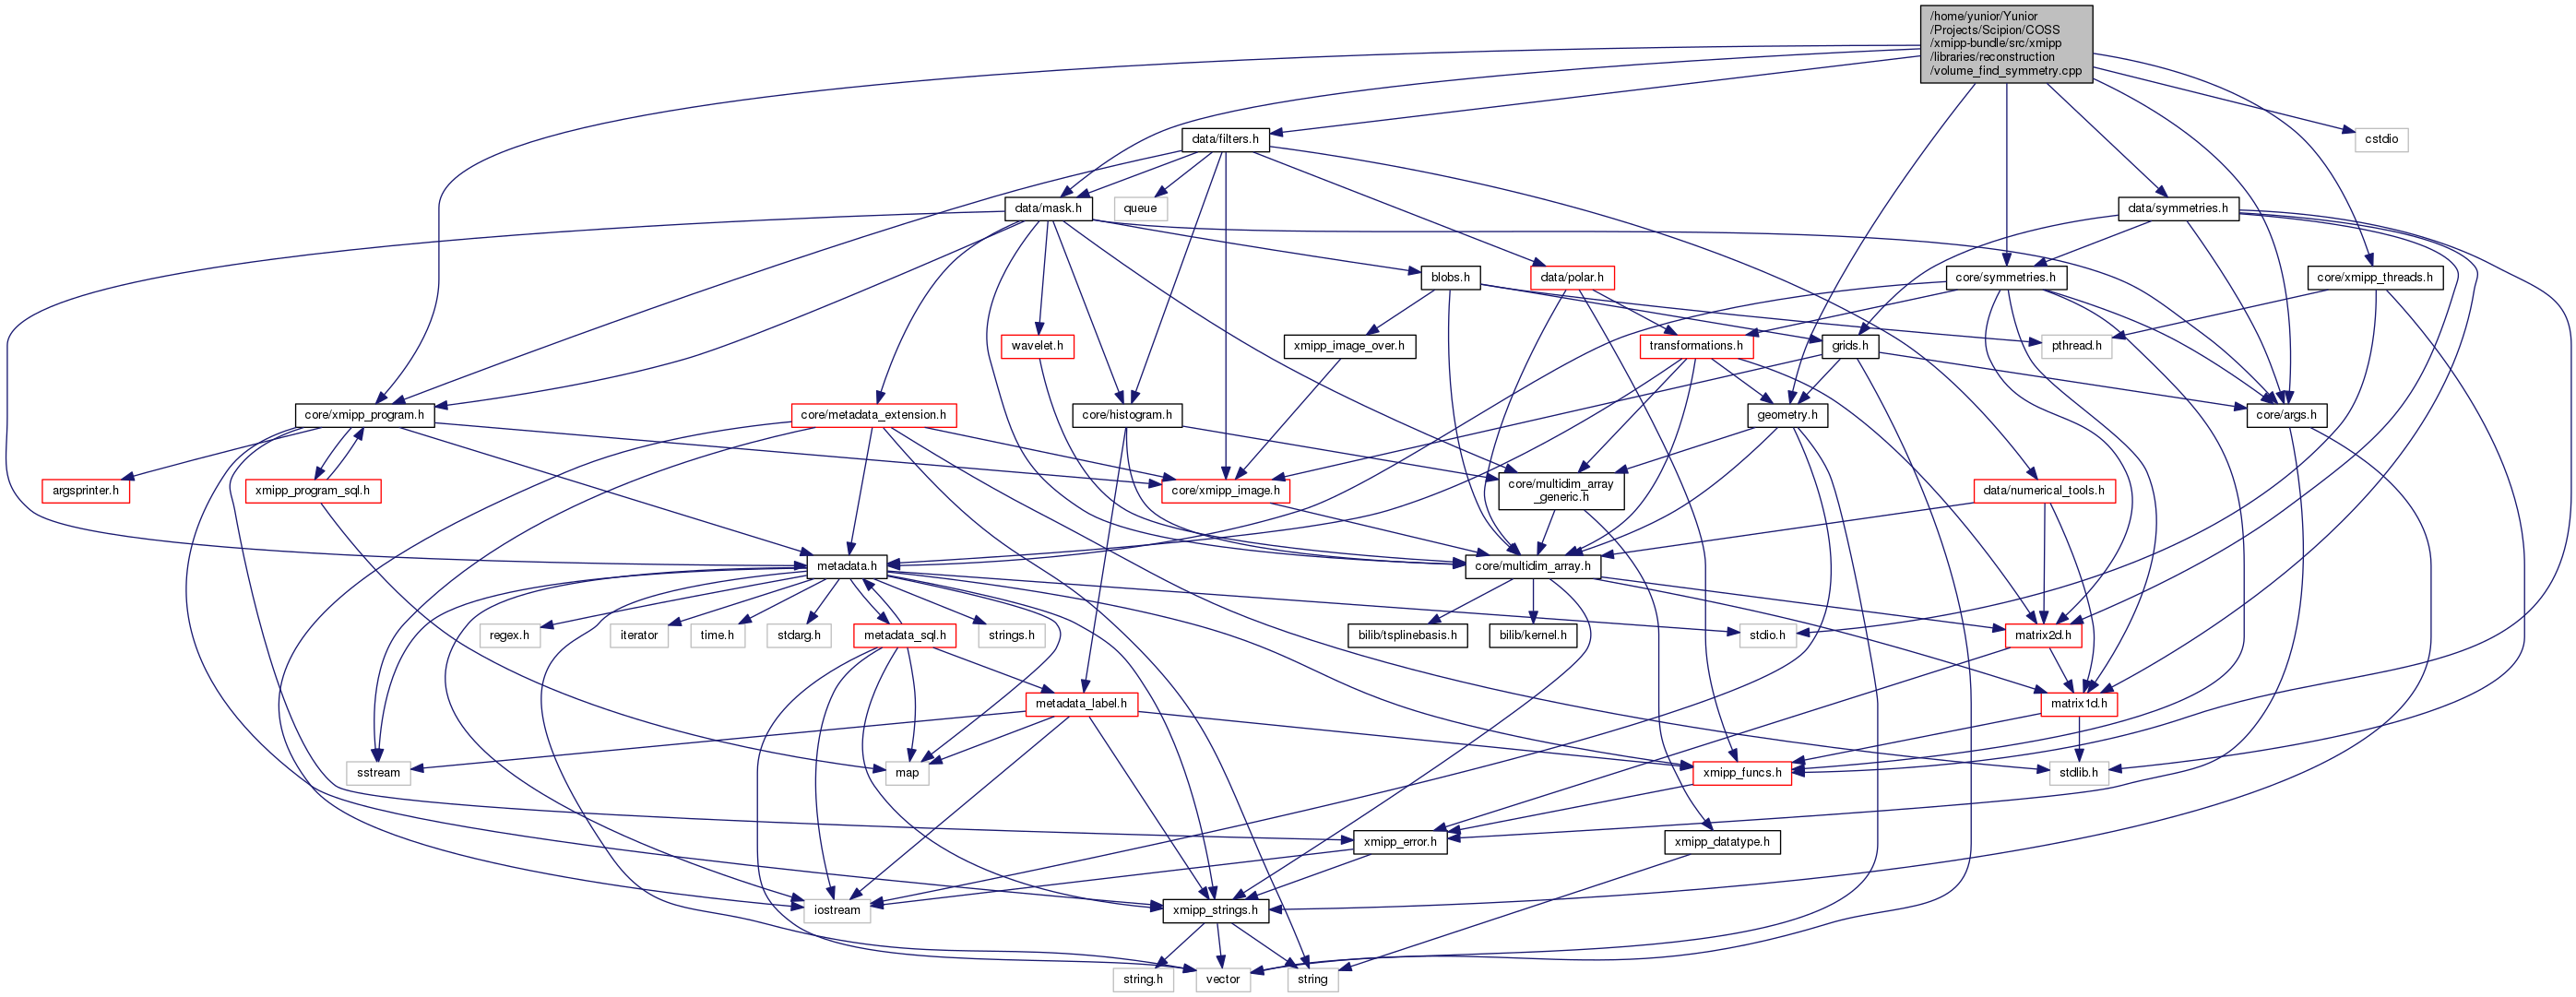 /home/yunior/Yunior
/Projects/Scipion/COSS
/xmipp-bundle/src/xmipp
/libraries/reconstruction
/volume_find_symmetry.cpp
data/filters.h
cstdio
data/mask.h
queue
data/symmetries.h
blobs.h
data/polar.h
core/symmetries.h
core/xmipp_threads.h
wavelet.h
xmipp_image_over.h
transformations.h
grids.h
pthread.h
core/xmipp_program.h
core/metadata_extension.h
core/histogram.h
geometry.h
core/args.h
argsprinter.h
xmipp_program_sql.h
core/xmipp_image.h
core/multidim_array
_generic.h
data/numerical_tools.h
metadata.h
core/multidim_array.h
regex.h
iterator
time.h
stdarg.h
metadata_sql.h
strings.h
bilib/tsplinebasis.h
bilib/kernel.h
stdio.h
matrix2d.h
metadata_label.h
matrix1d.h
sstream
map
xmipp_funcs.h
stdlib.h
xmipp_error.h
xmipp_datatype.h
iostream
xmipp_strings.h
string.h
vector
string